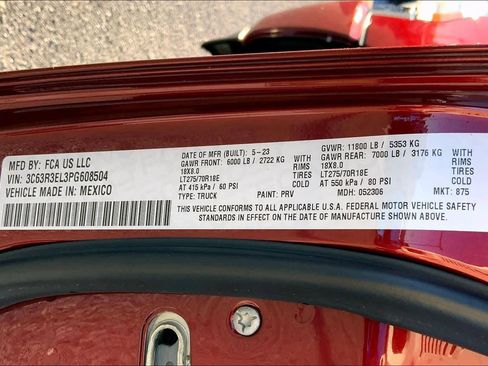 MFD BY: FCA US LLC
VIN: 3C63R3EL3PG608504
VEHICLE MADE IN: MEXICO
DATE OF MFR (BUILT): 5-23 GVWR: 11800 LB / 5353 KG
GAWR FRONT: 6000 LB / 2722 KG WITH GAWR REAR: 7000 LB / 3176 KG WITH
18X8.0 RIMS 18X8.0 RIMS
LT275/70R18E TIRES LT275/70R18E TIRES
AT 415 kPa / 60 PSI AT 550 kPa / 80 PSI
TYPE: TRUCK PAINT: PRV MDH: 052306 MKT: 875
THIS VEHICLE CONFORMS TO ALL APPLICABLE U.S.A. FEDERAL MOTOR VEHICLE SAFETY
STANDARDS IN EFFECT ON THE DATE OF MANUFACTURE SHOWN ABOVE.